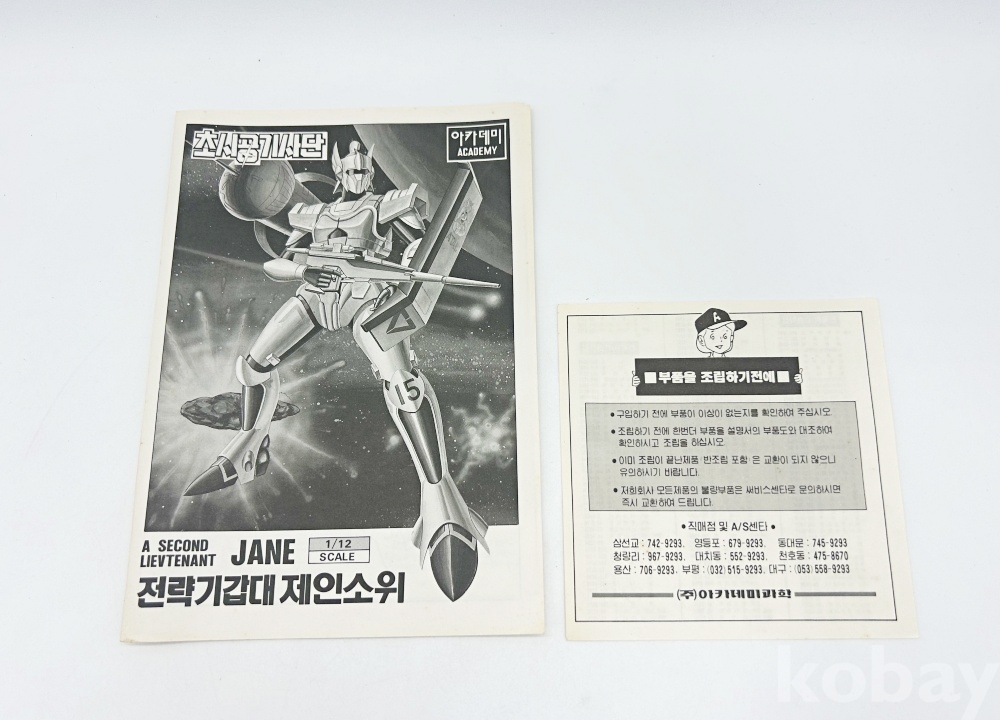 초시공기사단
아카데미
ACADEMY
15
A SECOND
LIEVTENANT
JANE
1/12
SCALE
전략기갑대 제인소위
A
■부품을 조립하기전에■
● 구입하기 전에 부품이 이상이 없는지를 확인하여 주십시오.
● 조립하기 전에 한번더 부품을 설명서의 부품도와 대조하여
확인하시고 조립을 하십시오.
● 이미 조립이 끝난제품(반조립 포함)은 교환이 되지 않으니
유의하시기 바랍니다.
● 저희회사 모든제품의 불량부품은 써비스센타로 문의하시면
즉시 교환하여 드립니다.
● 직매점 및 A/S센타 ●
삼선교 : 742-9293. 영등포 : 679-9293. 동대문 : 745-9293
청량리 : 967-9293. 대치동 : 552-9293. 천호동 : 475-8670
용산 : 706-9293. 부평 : (032) 515-9293. 대구 : (053) 558-9293
(주)아카데미과학
kobay